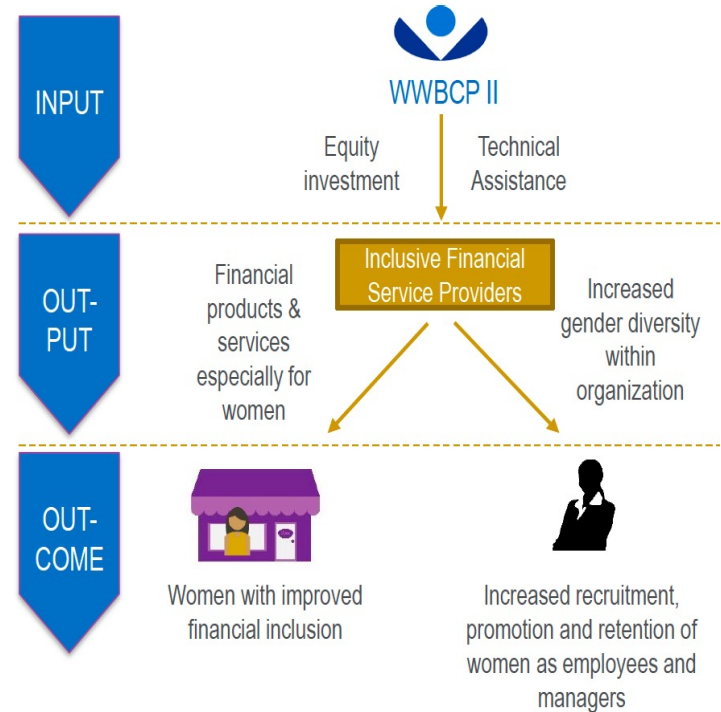 INPUT
WWBCP II
Equity
investment
Technical
Assistance
OUT-
PUT
Financial
products &
services
especially for
women
Inclusive Financial
Service Providers
Increased
gender diversity
within
organization
OUT-
COME
Women with improved
financial inclusion
Increased recruitment,
promotion and retention of
women as employees and
managers